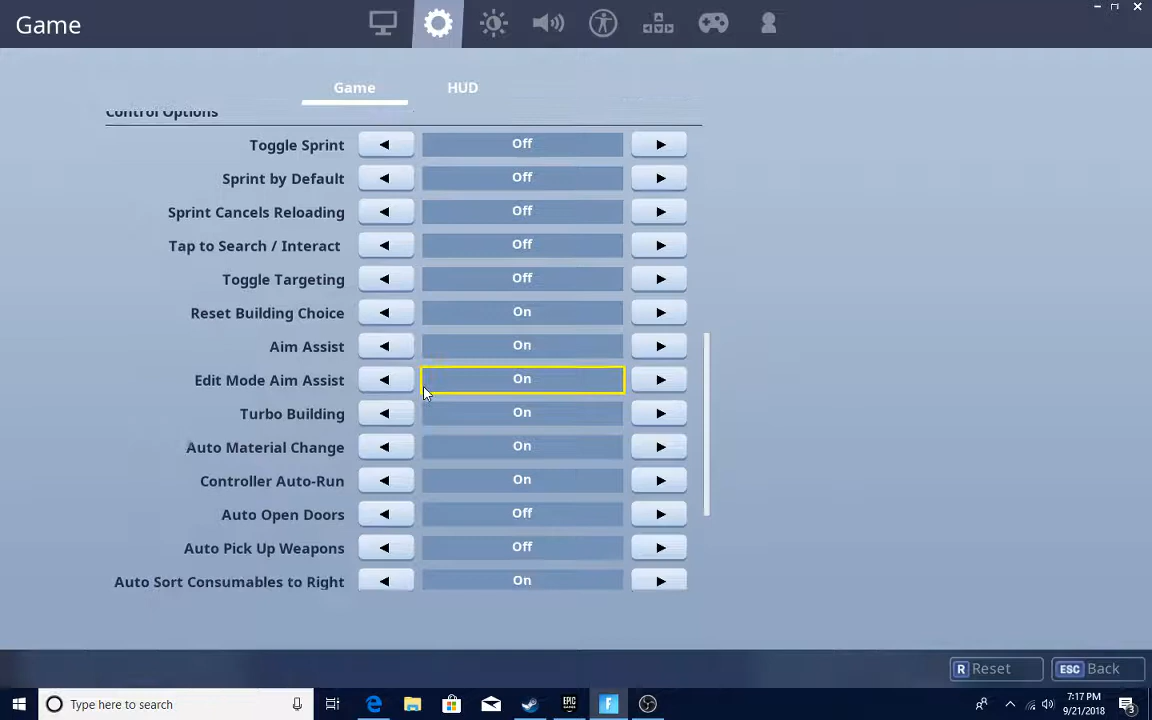 Game
Game HUD
Control Options
Toggle Sprint Off
Sprint by Default Off
Sprint Cancels Reloading Off
Tap to Search / Interact Off
Toggle Targeting Off
Reset Building Choice On
Aim Assist On
Edit Mode Aim Assist On
Turbo Building On
Auto Material Change On
Controller Auto-Run On
Auto Open Doors Off
Auto Pick Up Weapons Off
Auto Sort Consumables to Right On
R Reset ESC Back
Type here to search
EPIC
F
7:17 PM
9/21/2018
3